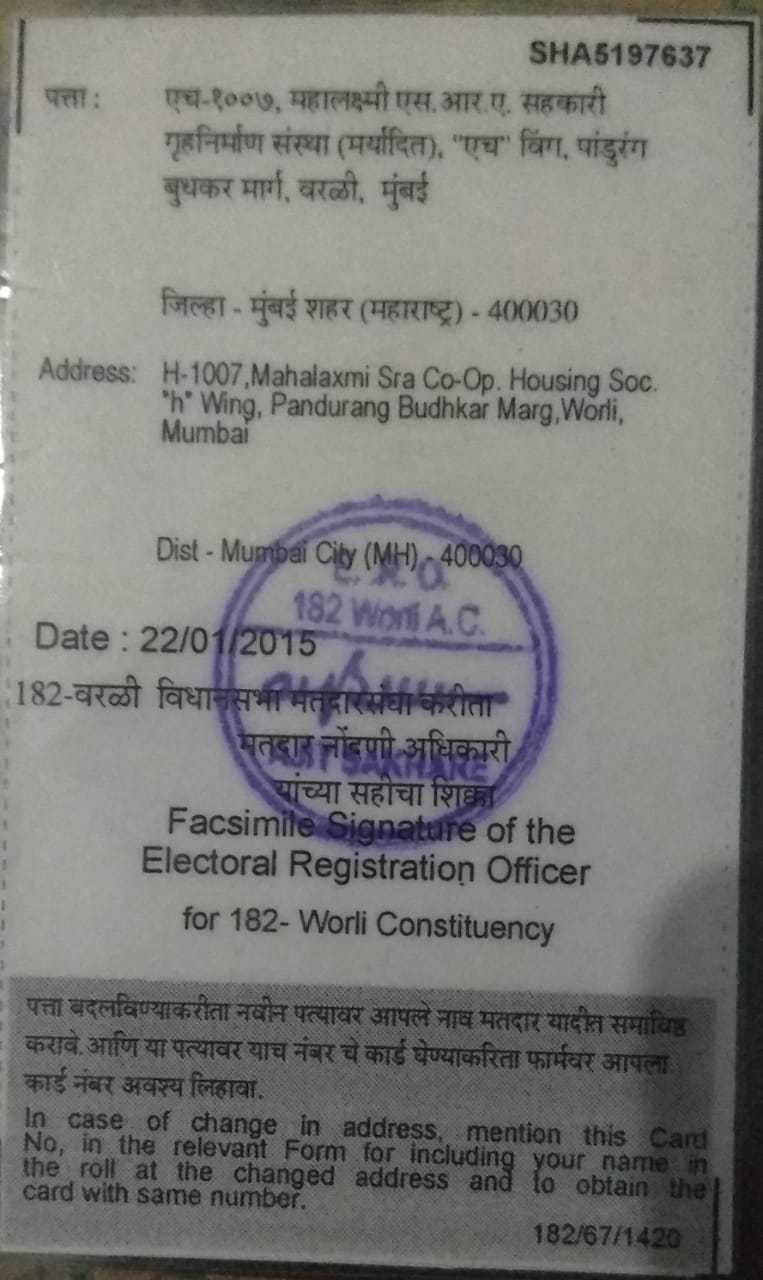 SHA5197637
पत्ता : एच-१००७, महालक्ष्मी एस.आर.ए. सहकारी
गृहनिर्माण संस्था (मर्यादित), "एच" विंग, पांडुरंग
बुधकर मार्ग, वरळी, मुंबई
जिल्हा - मुंबई शहर (महाराष्ट्र) - 400030
Address: H-1007,Mahalaxmi Sra Co-Op. Housing Soc.
"h" Wing, Pandurang Budhkar Marg,Worli,
Mumbai
Dist - Mumbai City (MH) - 400030
E.R.O.
182 Worli A.C.
Date : 22/01/2015
182-वरळी विधानसभा मतदारसंघा करीता
मतदार नोंदणी अधिकारी
यांच्या सहीचा शिक्का
Facsimile Signature of the
Electoral Registration Officer
for 182- Worli Constituency
पत्ता बदलविण्याकरीता नवीन पत्यावर आपले नाव मतदार यादीत समाविष्ठ
करावे.आणि या पत्यावर याच नंबर चे कार्ड घेण्याकरिता फार्मवर आपला
कार्ड नंबर अवश्य लिहावा.
In case of change in address, mention this Card
No, in the relevant Form for including your name in
the roll at the changed address and to obtain the
card with same number.
182/67/1420